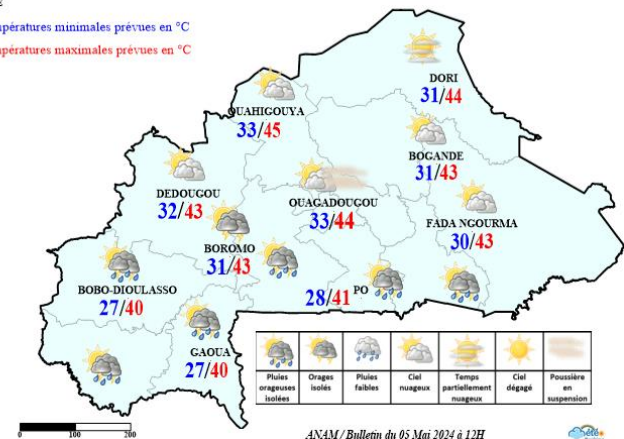 températures minimales prévues en °C
températures maximales prévues en °C
DORI
31/44
OUAHIGOUYA
33/45
BOGANDE
31/43
DEDOUGOU
32/43
OUAGADOUGOU
33/44
FADA NGOURMA
30/43
BOROMO
31/43
BOBO-DIOULASSO
27/40
28/41 PO
GAOUA
27/40
Pluies orageuses isolées
Orages isolés
Pluies faibles
Ciel nuageux
Temps partiellement nuageux
Ciel dégagé
Poussière en suspension
0 100 200
ANAM / Bulletin du 05 Mai 2024 à 12H